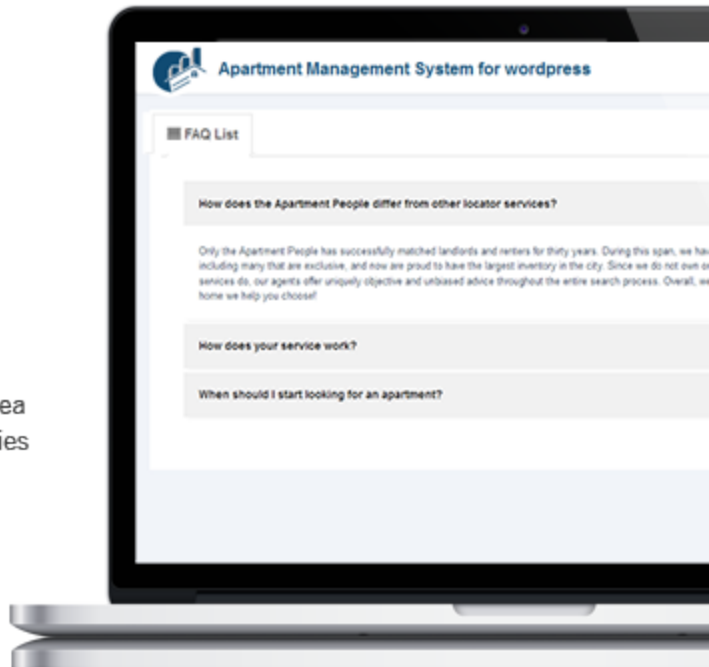 Apartment Management System for wordpress
FAQ List
How does the Apartment People differ from other locator services?
Only the Apartment People has successfully matched landlords and renters for thirty years. During this span, we hav
including many that are exclusive, and now are proud to have the largest inventory in the city. Since we do not own or
services do, our agents offer uniquely objective and unbiased advice throughout the entire search process. Overall, we
home we help you choose!
How does your service work?
When should I start looking for an apartment?
ea
ies